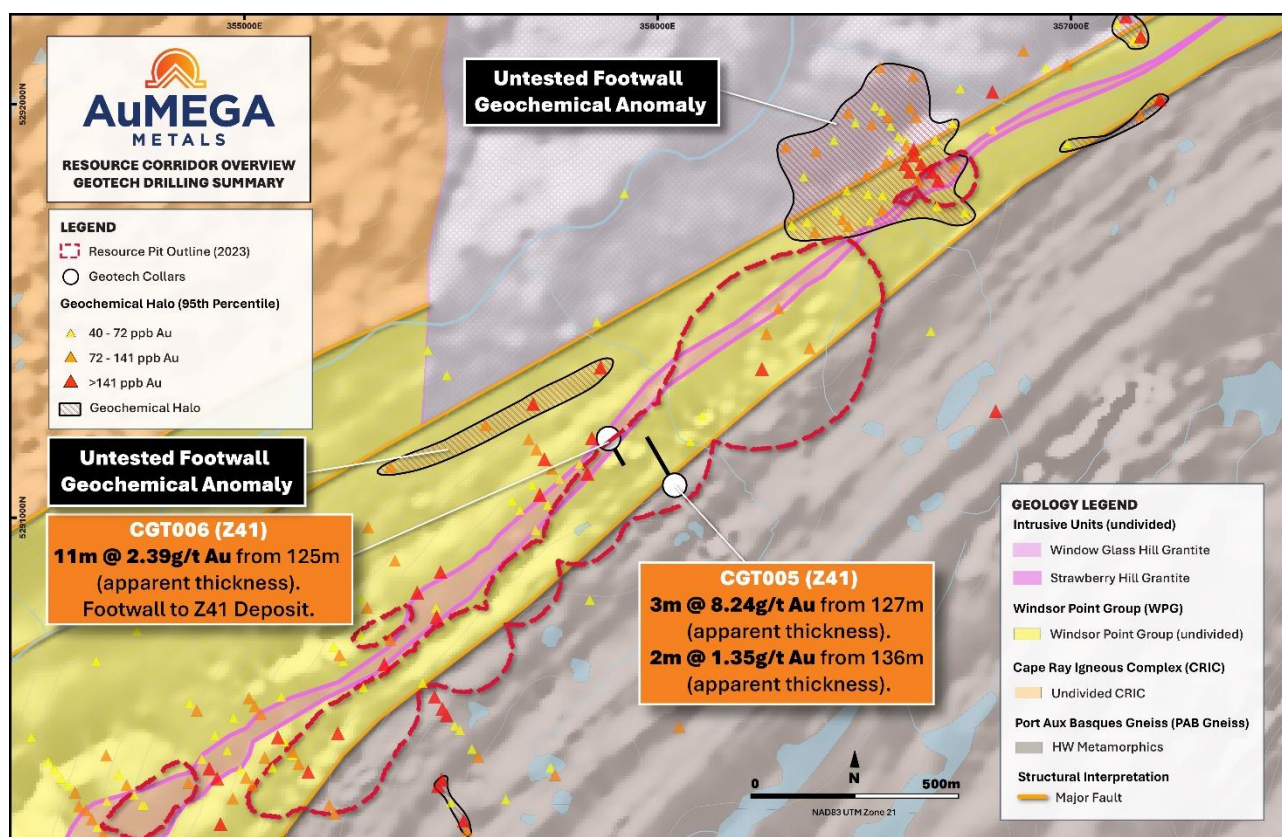 355000E
356000E
357000E
5292000N
5291000N
AuMEGA
METALS
RESOURCE CORRIDOR OVERVIEW
GEOTECH DRILLING SUMMARY
LEGEND
Resource Pit Outline (2023)
Geotech Collars
Geochemical Halo (95th Percentile)
40 - 72 ppb Au
72 - 141 ppb Au
>141 ppb Au
Geochemical Halo
Untested Footwall
Geochemical Anomaly
Untested Footwall
Geochemical Anomaly
CGT006 (Z41)
11m @ 2.39g/t Au from 125m
(apparent thickness).
Footwall to Z41 Deposit.
CGT005 (Z41)
3m @ 8.24g/t Au from 127m
(apparent thickness).
2m @ 1.35g/t Au from 136m
(apparent thickness).
GEOLOGY LEGEND
Intrusive Units (undivided)
Window Glass Hill Grantite
Strawberry Hill Grantite
Windsor Point Group (WPG)
Windsor Point Group (undivided)
Cape Ray Igneous Complex (CRIC)
Undivided CRIC
Port Aux Basques Gneiss (PAB Gneiss)
HW Metamorphics
Structural Interpretation
Major Fault
N
0 500m
NAD83 UTM Zone 21